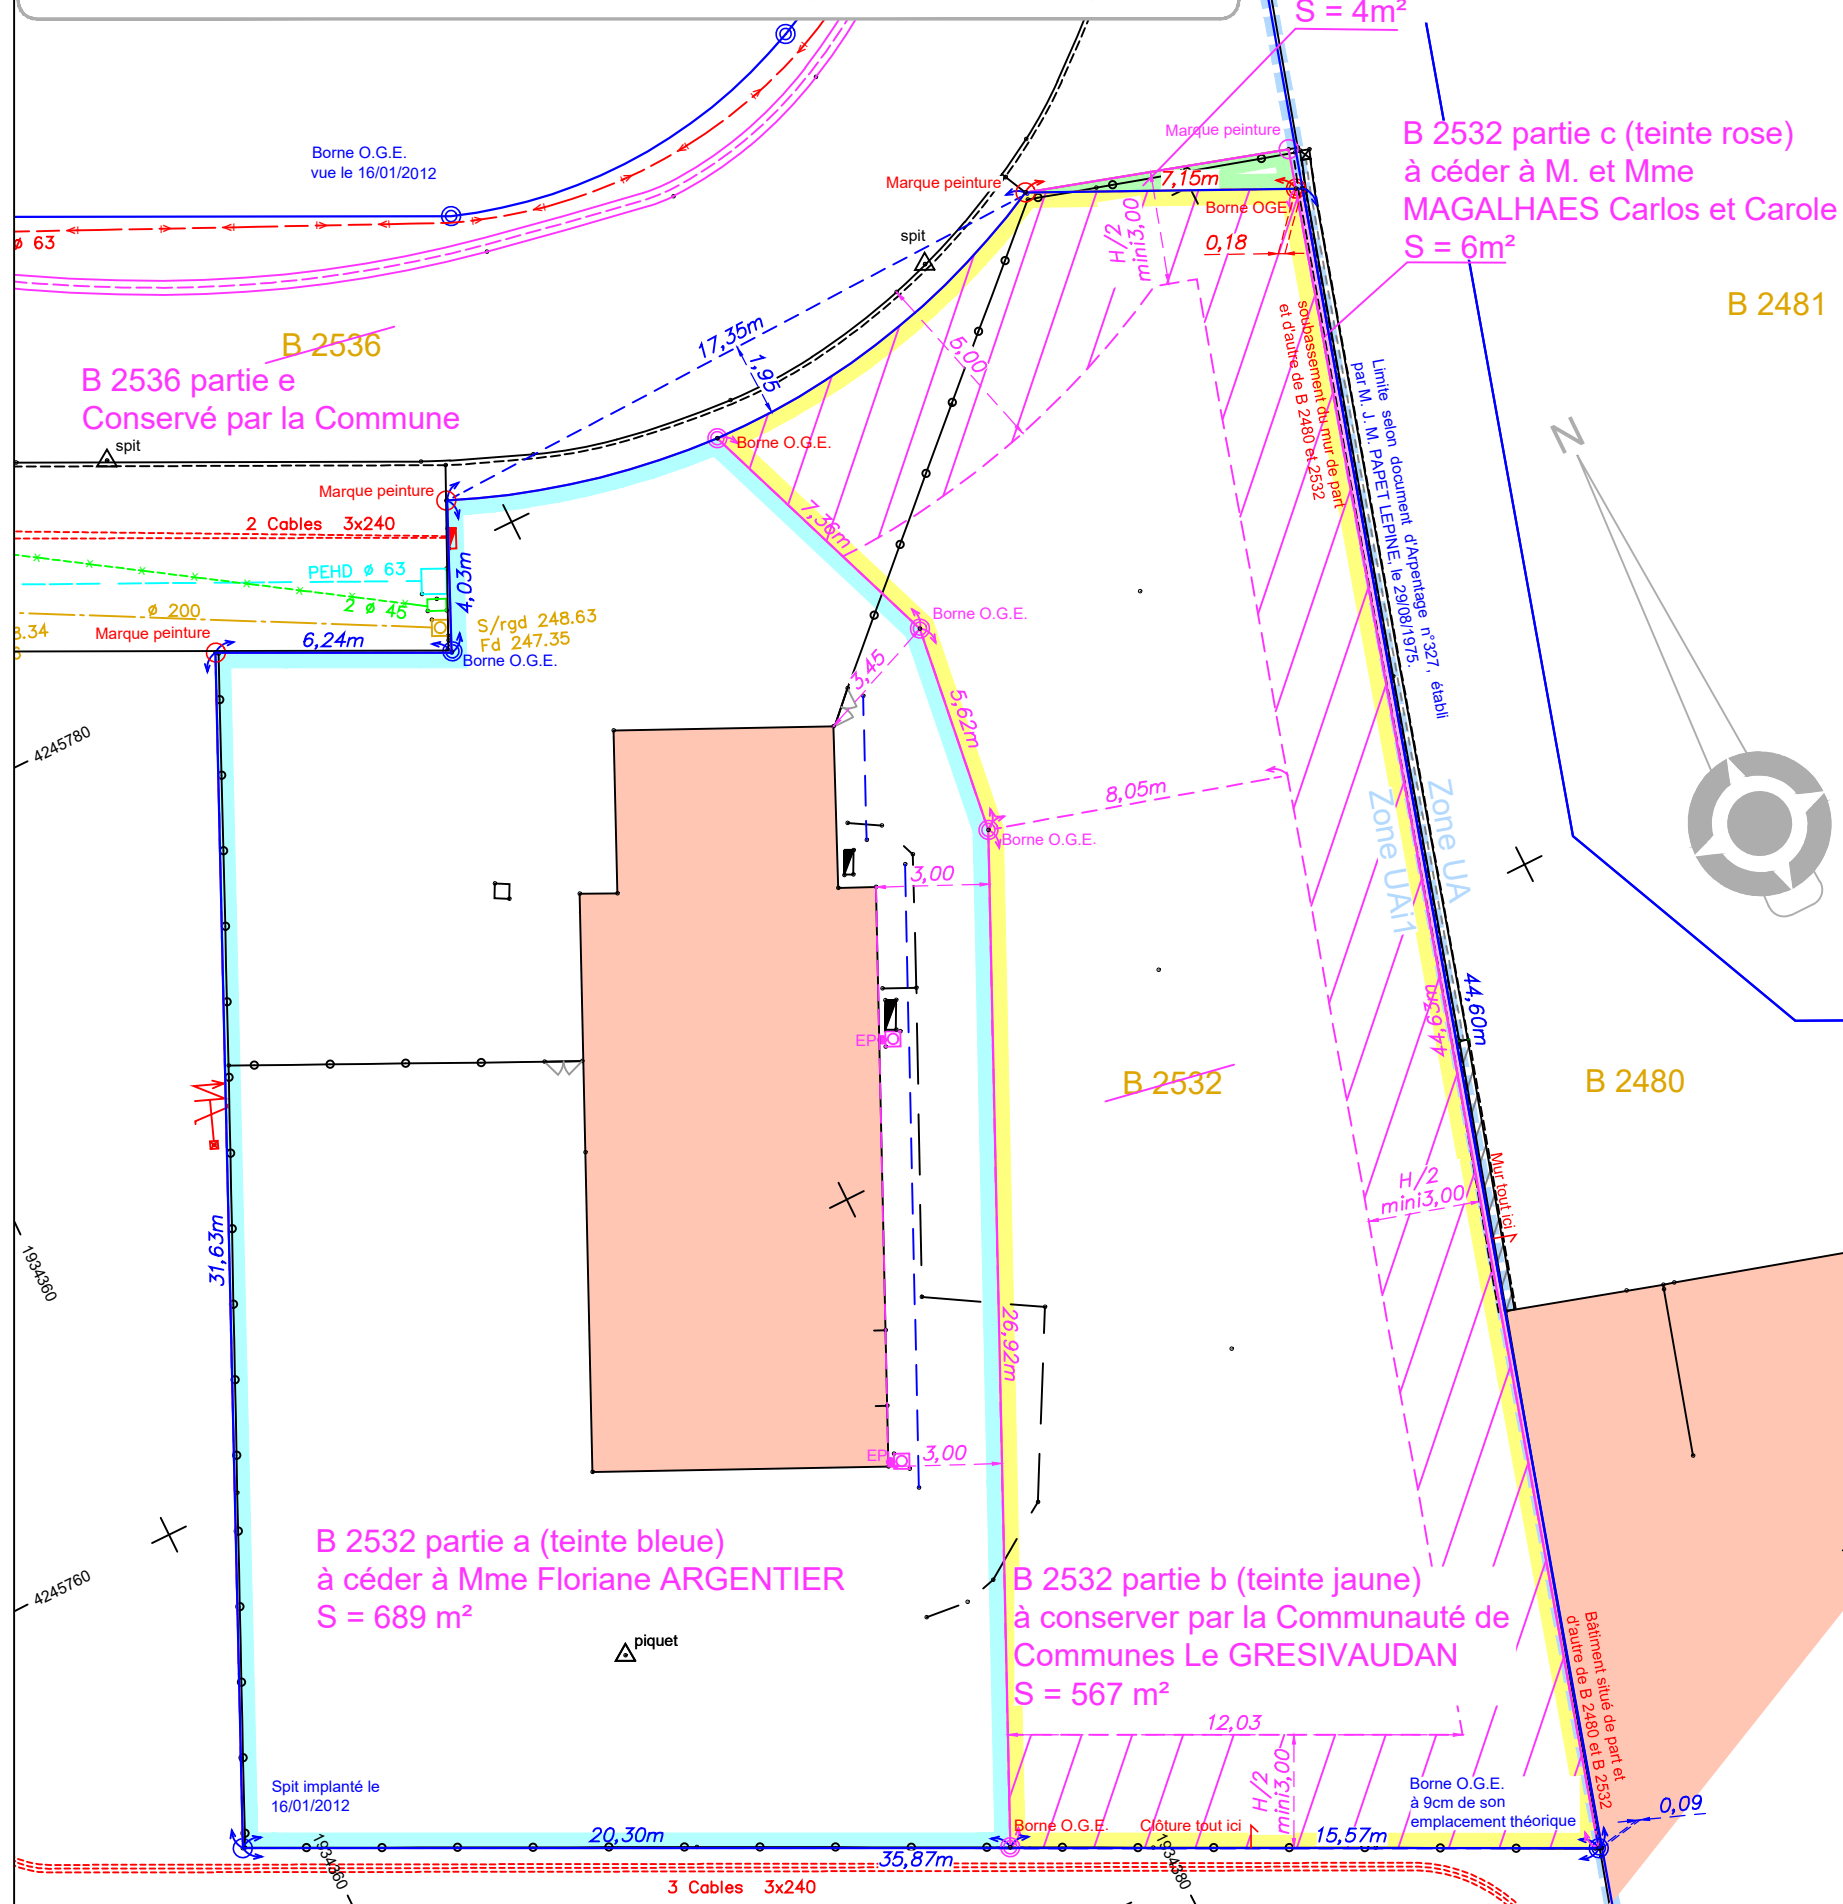 S = 4m²
Marque peinture
B 2532 partie c (teinte rose)
à céder à M. et Mme
MAGALHAES Carlos et Carole
S = 6m²
Borne O.G.E.
vue le 16/01/2012
Marque peinture
7,15m
Borne OGE
0,18
H/2
mini3,00
ø 63
spit
B 2481
B 2536
B 2536 partie e
Conservé par la Commune
17,35m
1,95
5,00
soubassement du mur de part
et d'autre de B 2480 et 2532
Limite selon document d'Arpentage n°327, établi
par M. J. M. PAPET LEPINE, le 29/08/1975.
N
spit
Borne O.G.E.
Marque peinture
2 Cables 3x240
7,36m
PEHD ø 63
4,03m
2 ø 45
ø 200
S/rgd 248.63
Fd 247.35
8.34
Marque peinture
6,24m
Borne O.G.E.
Borne O.G.E.
3,45
5,62m
4245780
8,05m
Zone UA
Zone UAi1
Borne O.G.E.
3,00
44,60m
44,65m
EP
B 2532
B 2480
31,63m
1934360
H/2
mini3,00
Mur tout ici
26,92m
EP
3,00
B 2532 partie a (teinte bleue)
à céder à Mme Floriane ARGENTIER
S = 689 m²
B 2532 partie b (teinte jaune)
à conserver par la Communauté de
Communes Le GRESIVAUDAN
S = 567 m²
4245760
piquet
Bâtiment situé de part et
d'autre de B 2480 et B 2532
12,03
H/2
mini3,00
Spit implanté le
16/01/2012
Borne O.G.E.
à 9cm de son
emplacement théorique
0,09
Borne O.G.E.
Clôture tout ici
20,30m
15,57m
35,87m
1934360
1934380
3 Cables 3x240